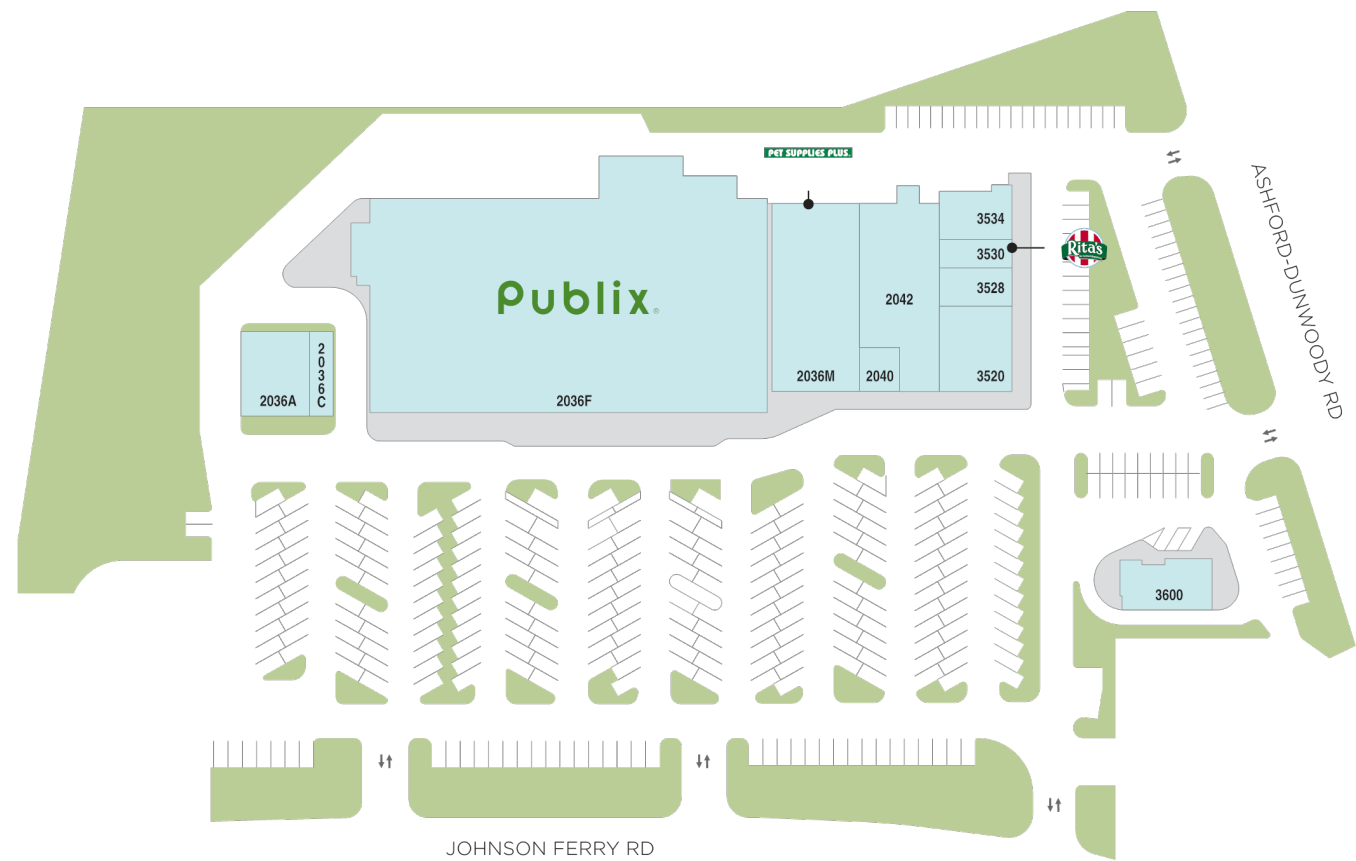 PET SUPPLIES PLUS.
ASHFORD-DUNWOODY RD
3534
Rita's
3530
3528
Publix®
2042
2036C
2036A
2036F
2036M
2040
3520
3600
JOHNSON FERRY RD